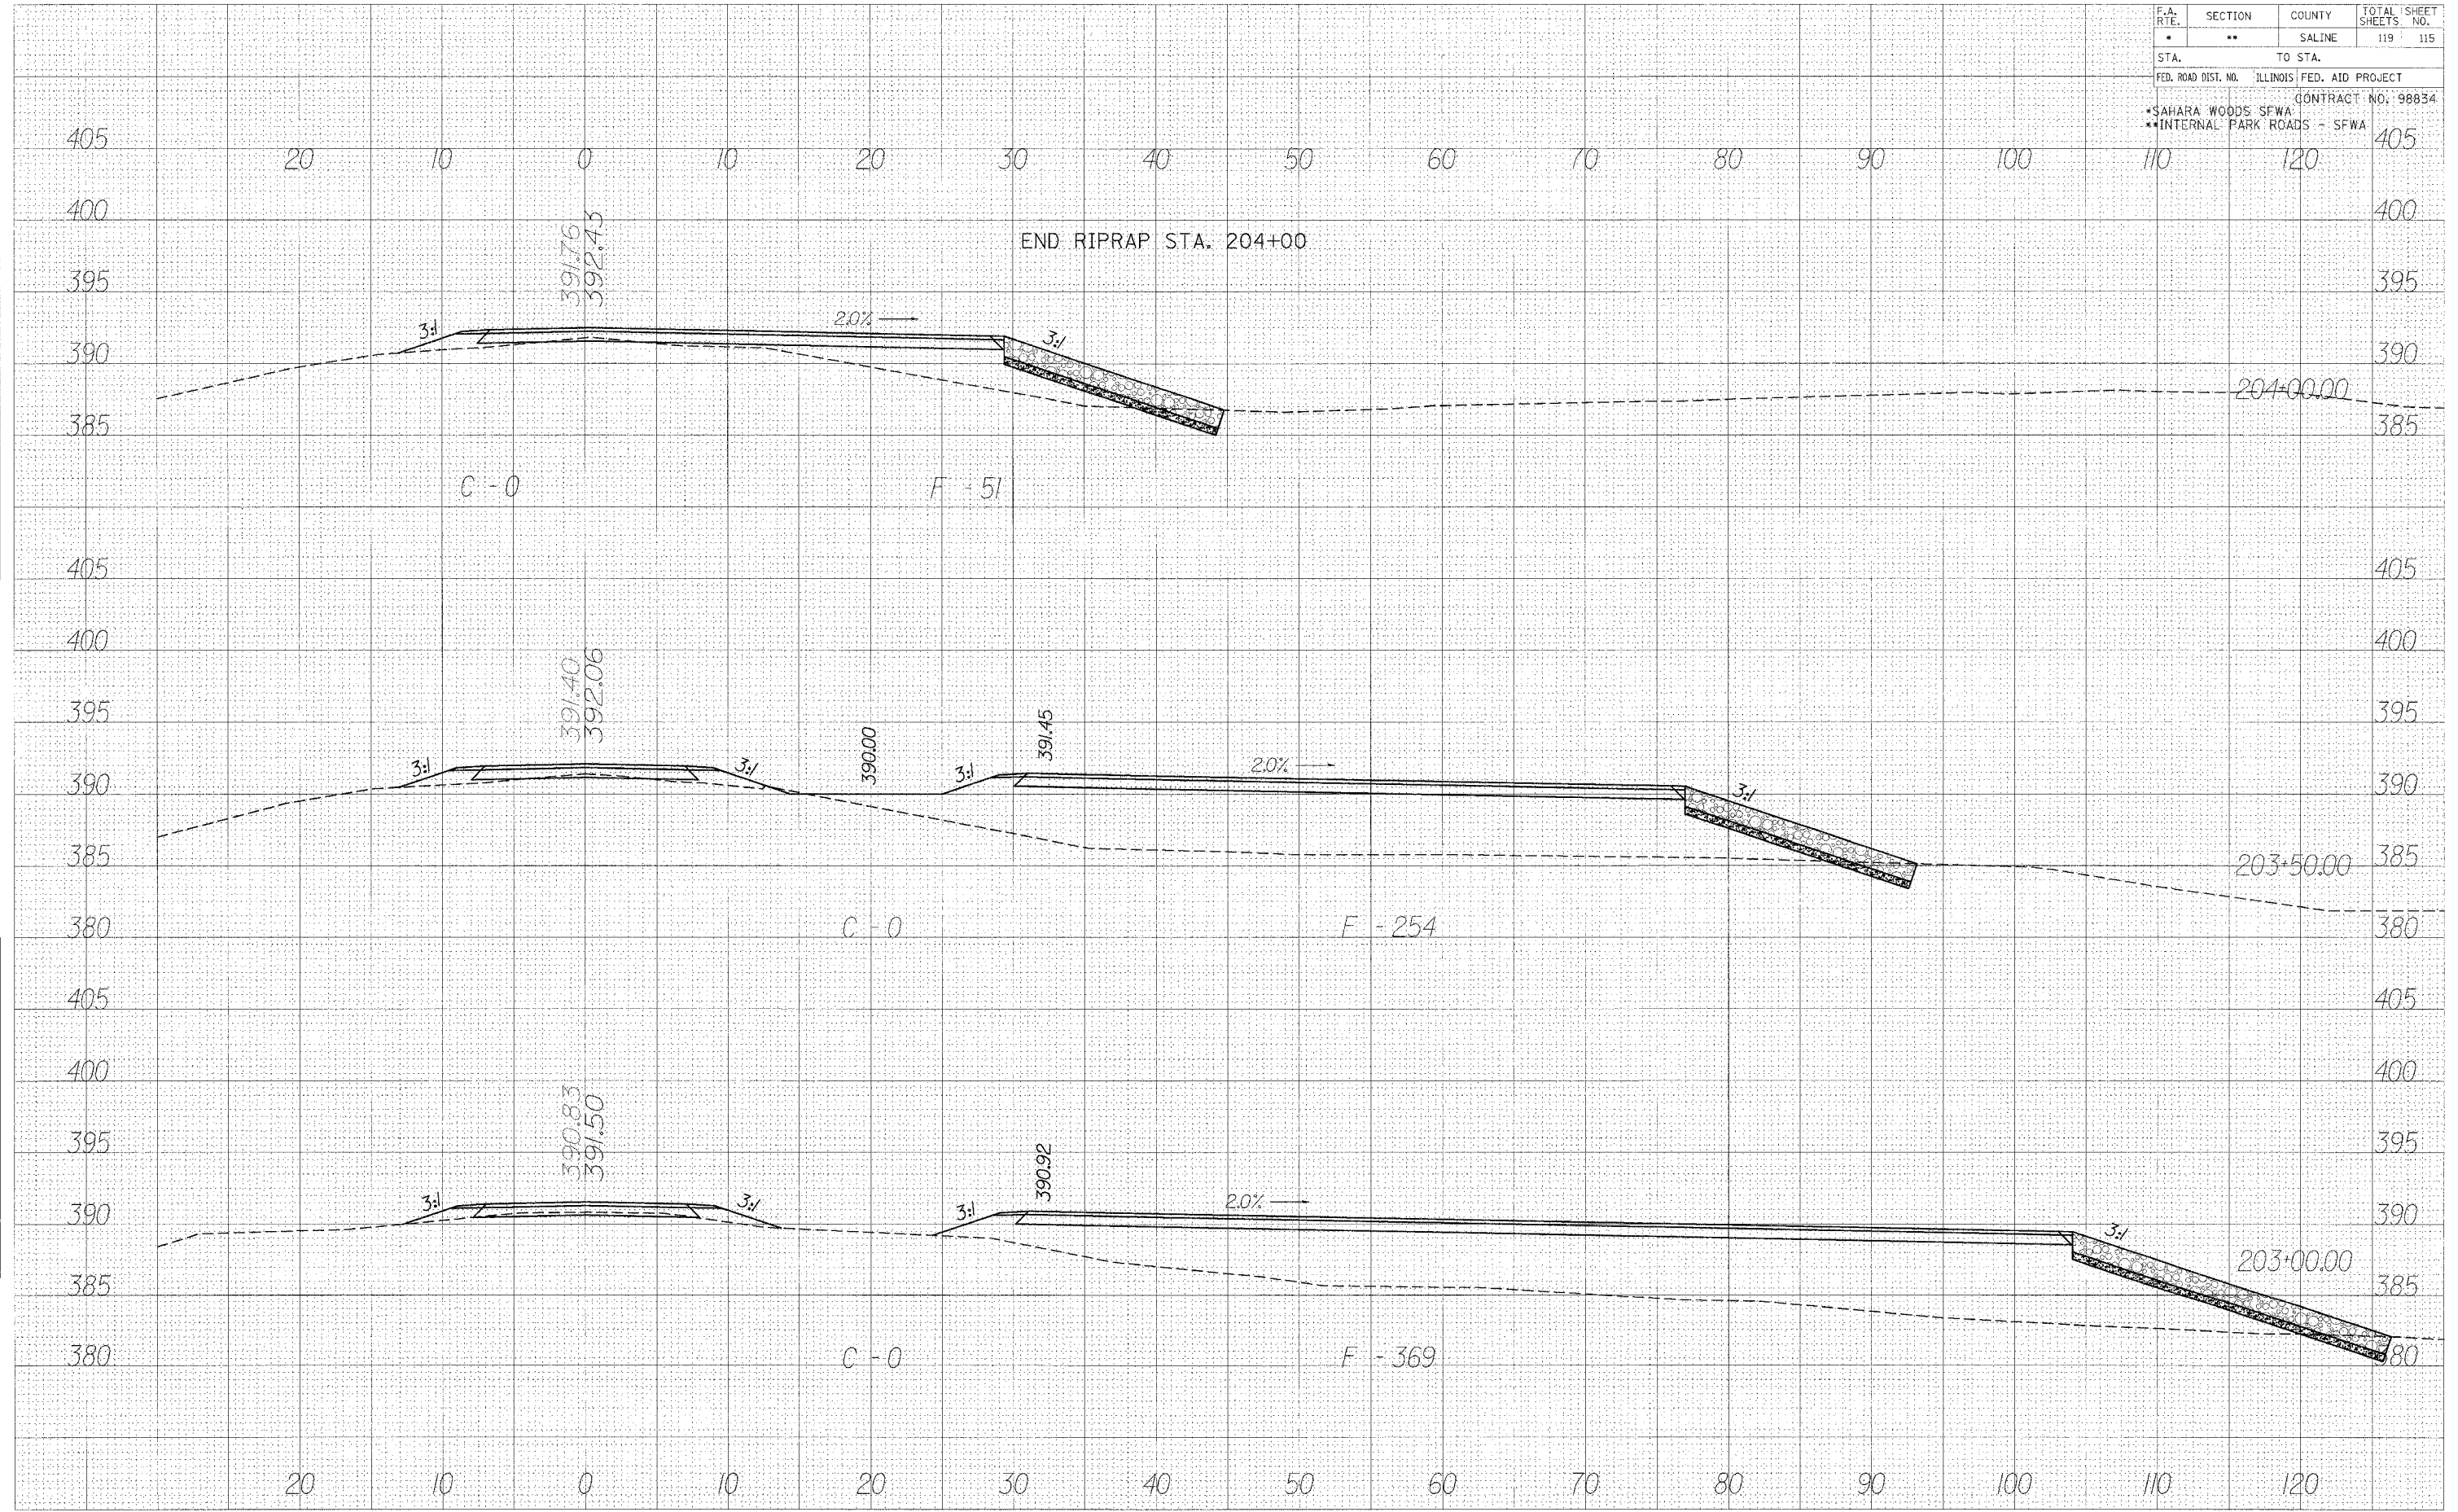 F.A. RTE. SECTION COUNTY TOTAL SHEETS SHEET NO.
* ** SALINE 119 115
STA. TO STA.
FED. ROAD DIST. NO. ILLINOIS FED. AID PROJECT
CONTRACT NO. 98834
*SAHARA WOODS SFWA
**INTERNAL PARK ROADS - SFWA
405 405
20 10 0 10 20 30 40 50 60 70 80 90 100 110 120
400 400
391.76
392.43
END RIPRAP STA. 204+00
395 395
3:1 2.0% 3:1
390 390
204+00.00
385 385
C - 0 F - 51
405 405
400 400
391.40
392.06
395 395
390.00 391.45
3:1 3:1 3:1 2.0% 3:1
390 390
385 203+50.00 385
380 C - 0 F - 254 380
405 405
400 400
390.83
391.50
395 395
390.92
3:1 3:1 3:1 2.0% 3:1
390 390
203+00.00
385 385
380 C - 0 F - 369 380
20 10 0 10 20 30 40 50 60 70 80 90 100 110 120